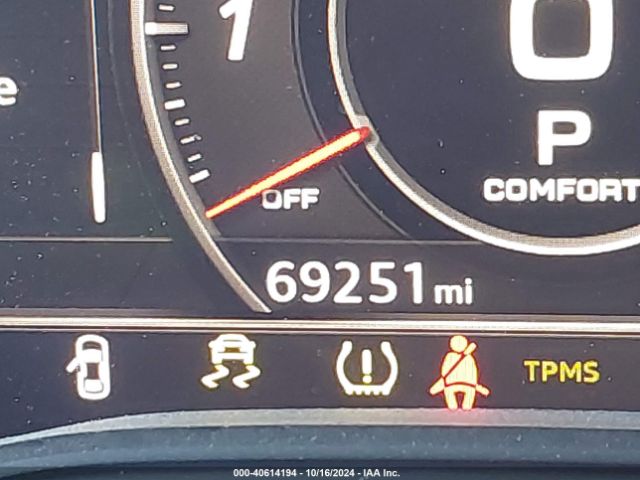 1
0
e
P
COMFORT
OFF
69251 mi
TPMS
000-40614194 - 10/16/2024 - IAA Inc.